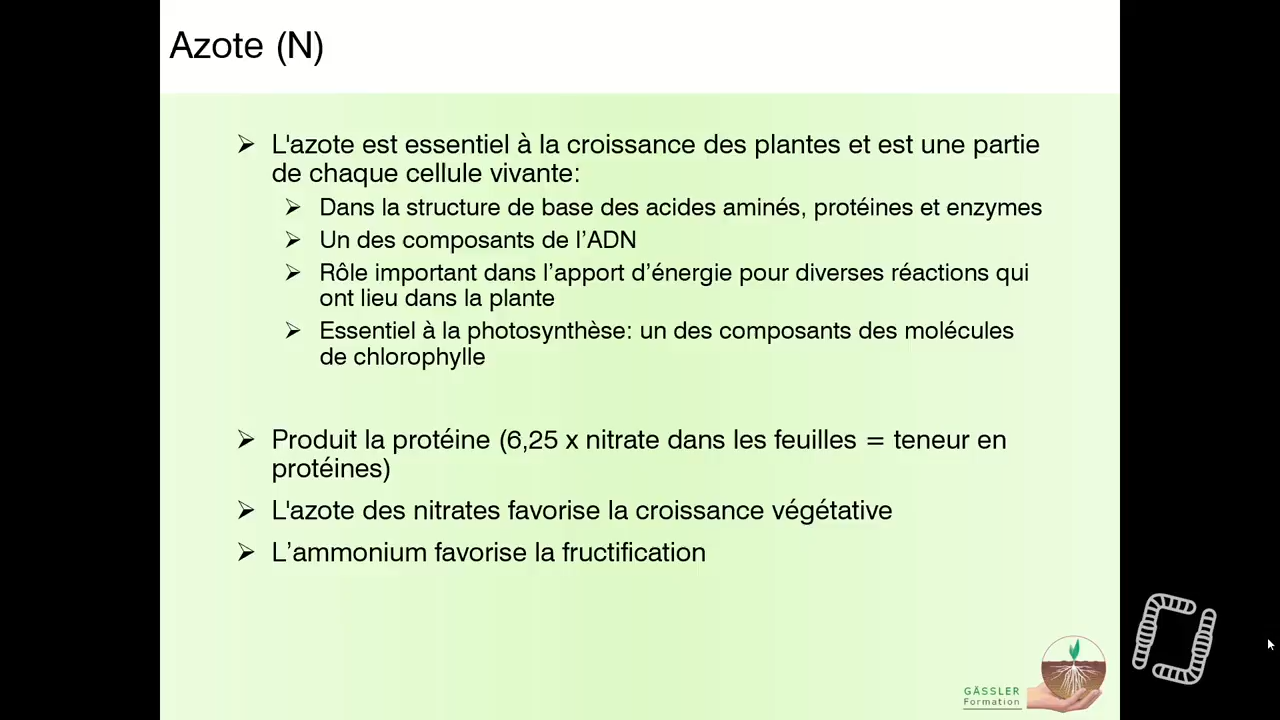 Azote (N)
➢ L'azote est essentiel à la croissance des plantes et est une partie
de chaque cellule vivante:
➢ Dans la structure de base des acides aminés, protéines et enzymes
➢ Un des composants de l’ADN
➢ Rôle important dans l’apport d’énergie pour diverses réactions qui
ont lieu dans la plante
➢ Essentiel à la photosynthèse: un des composants des molécules
de chlorophylle
➢ Produit la protéine (6,25 x nitrate dans les feuilles = teneur en
protéines)
➢ L'azote des nitrates favorise la croissance végétative
➢ L’ammonium favorise la fructification
GÄSSLER
Formation